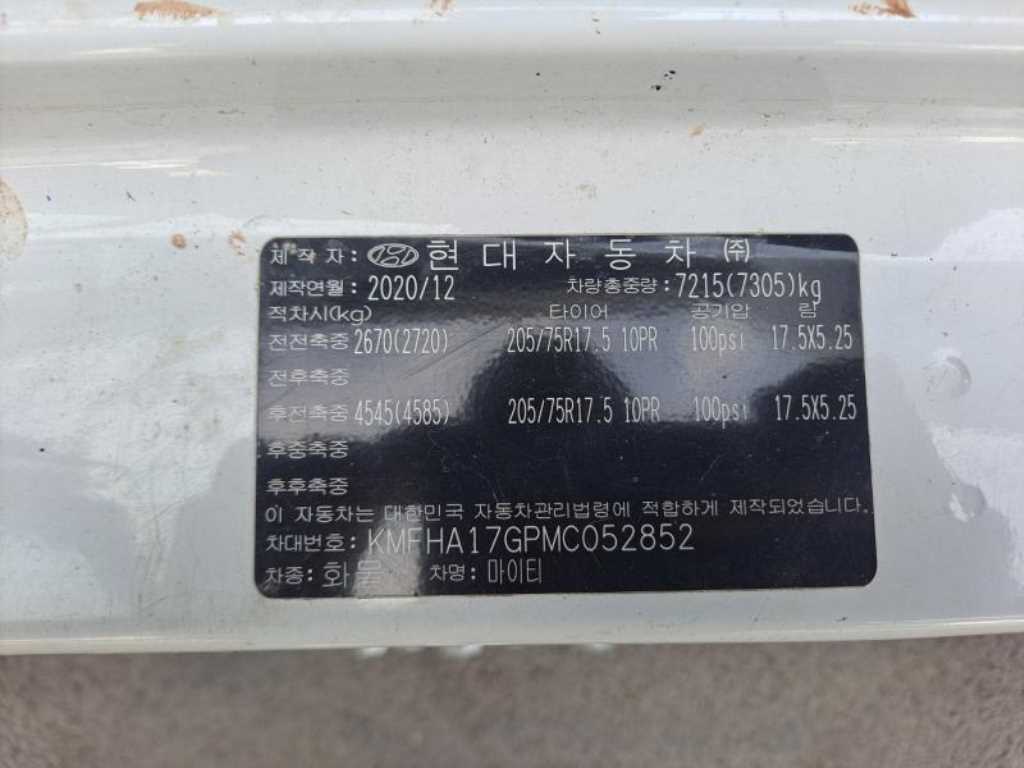 제작자: 현대자동차 (주)
제작연월: 2020/12 차량총중량: 7215(7305)kg
적차시(kg) 타이어 공기압 림
전전축중 2670(2720) 205/75R17.5 10PR 100psi 17.5X5.25
전후축중
후전축중 4545(4585) 205/75R17.5 10PR 100psi 17.5X5.25
후중축중
후후축중
이 자동차는 대한민국 자동차관리법령에 적합하게 제작되었습니다.
차대번호: KMFHA17GPMC052852
차종: 화물 차명: 마이티